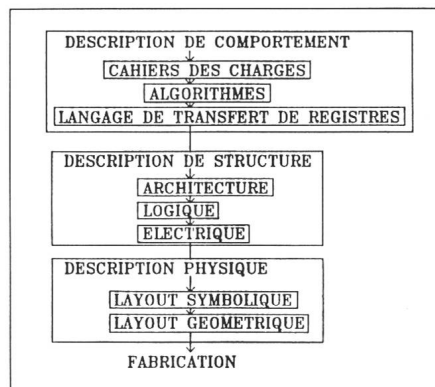 DESCRIPTION DE COMPORTEMENT
CAHIERS DES CHARGES
ALGORITHMES
LANGAGE DE TRANSFERT DE REGISTRES
DESCRIPTION DE STRUCTURE
ARCHITECTURE
LOGIQUE
ELECTRIQUE
DESCRIPTION PHYSIQUE
LAYOUT SYMBOLIQUE
LAYOUT GEOMETRIQUE
FABRICATION